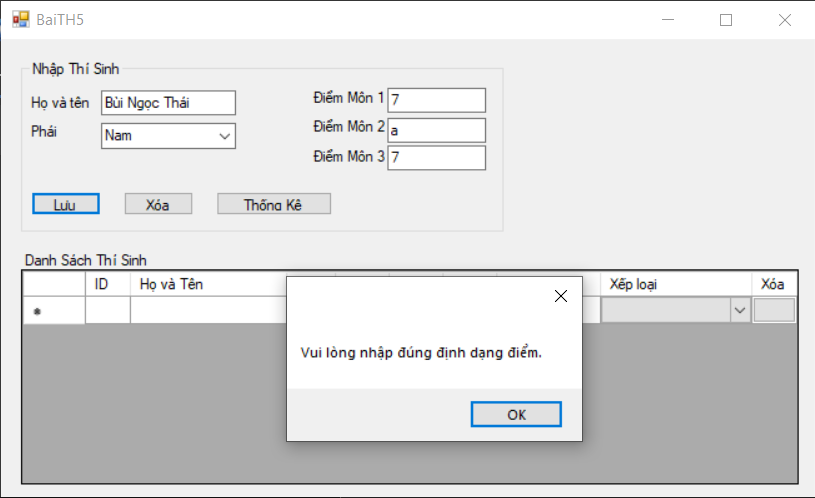 BaiTH5
Nhập Thí Sinh
Họ và tên Bùi Ngọc Thái
Phái Nam
Điểm Môn 1 7
Điểm Môn 2 a
Điểm Môn 3 7
Lưu Xóa Thống Kê
Danh Sách Thí Sinh
ID Họ và Tên Xếp loại Xóa
Vui lòng nhập đúng định dạng điểm.
OK